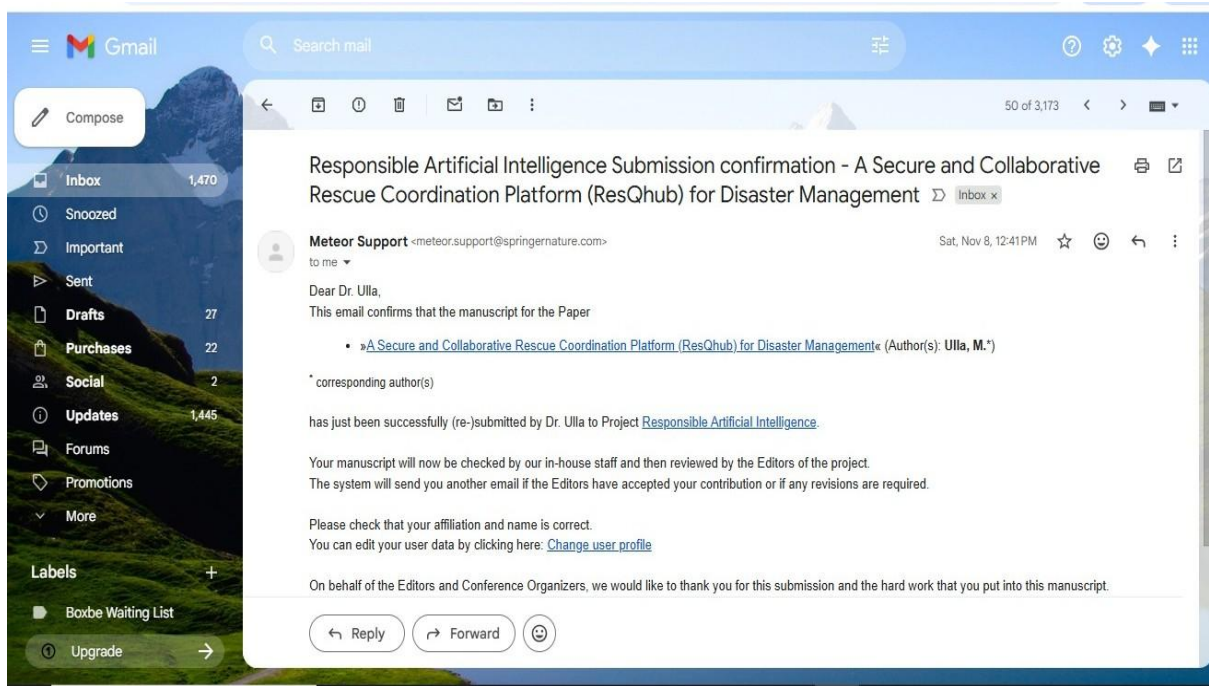 Gmail
Search mail
Compose
50 of 3,173
Inbox 1,470
Snoozed
Important
Sent
Drafts 27
Purchases 22
Social 2
Updates 1,445
Forums
Promotions
More
Labels +
Boxbe Waiting List
1 Upgrade
Responsible Artificial Intelligence Submission confirmation - A Secure and Collaborative
Rescue Coordination Platform (ResQhub) for Disaster Management Inbox x
Meteor Support <meteor.support@springernature.com> Sat, Nov 8, 12:41 PM
to me
Dear Dr. Ulla,
This email confirms that the manuscript for the Paper
• »A Secure and Collaborative Rescue Coordination Platform (ResQhub) for Disaster Management« (Author(s): Ulla, M.*)
* corresponding author(s)
has just been successfully (re-)submitted by Dr. Ulla to Project Responsible Artificial Intelligence.
Your manuscript will now be checked by our in-house staff and then reviewed by the Editors of the project.
The system will send you another email if the Editors have accepted your contribution or if any revisions are required.
Please check that your affiliation and name is correct.
You can edit your user data by clicking here: Change user profile
On behalf of the Editors and Conference Organizers, we would like to thank you for this submission and the hard work that you put into this manuscript.
Reply Forward